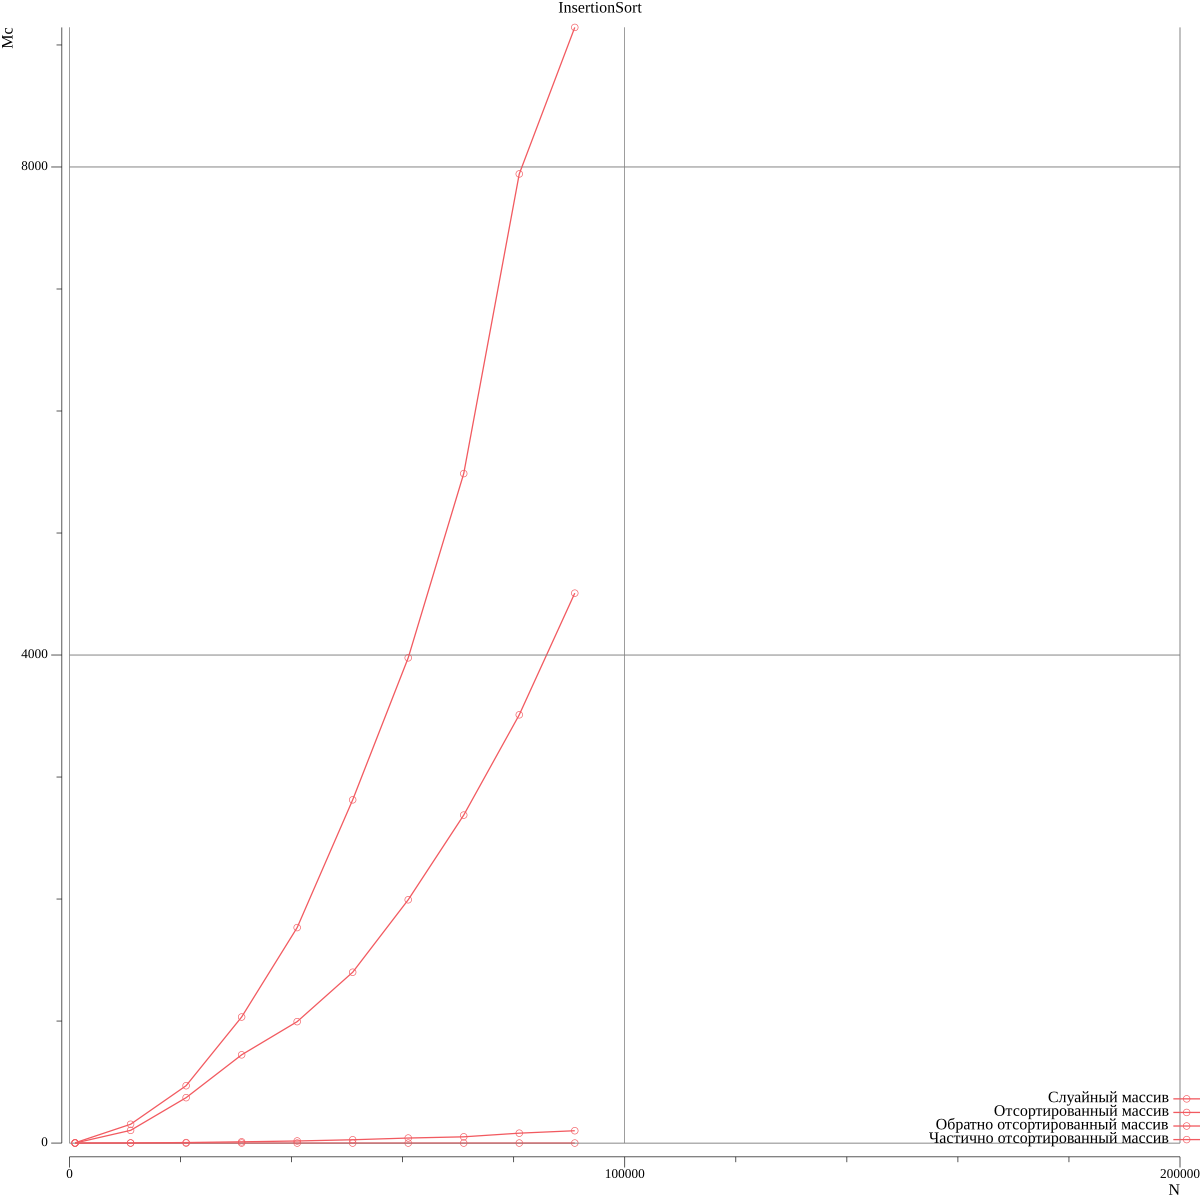 InsertionSort
Мс
8000
4000
0
Слуайный массив
Отсортированный массив
Обратно отсортированный массив
Частично отсортированный массив
0 100000 200000
N